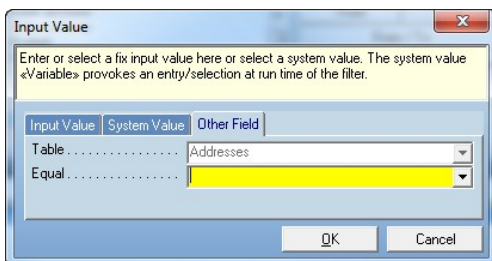 Input Value
Enter or select a fix input value here or select a system value. The system value
«Variable» provokes an entry/selection at run time of the filter.
Input Value System Value Other Field
Table . . . . . . . . . . . . . . . . Addresses
Equal . . . . . . . . . . . . . . . .
OK Cancel